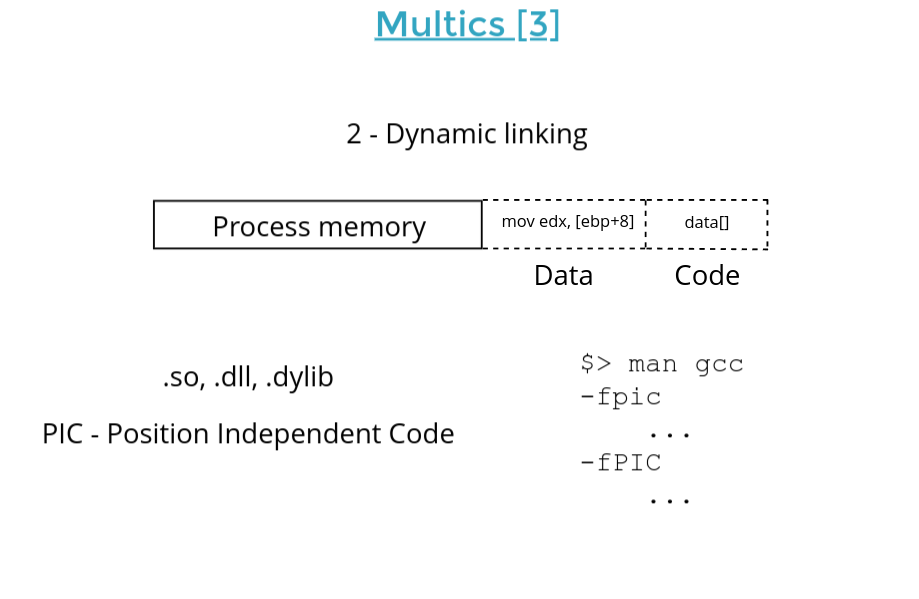 Multics [3]
2 - Dynamic linking
Process memory
mov edx, [ebp+8]
data[]
Data
Code
.so, .dll, .dylib
PIC - Position Independent Code
$> man gcc
-fpic
...
-fPIC
...